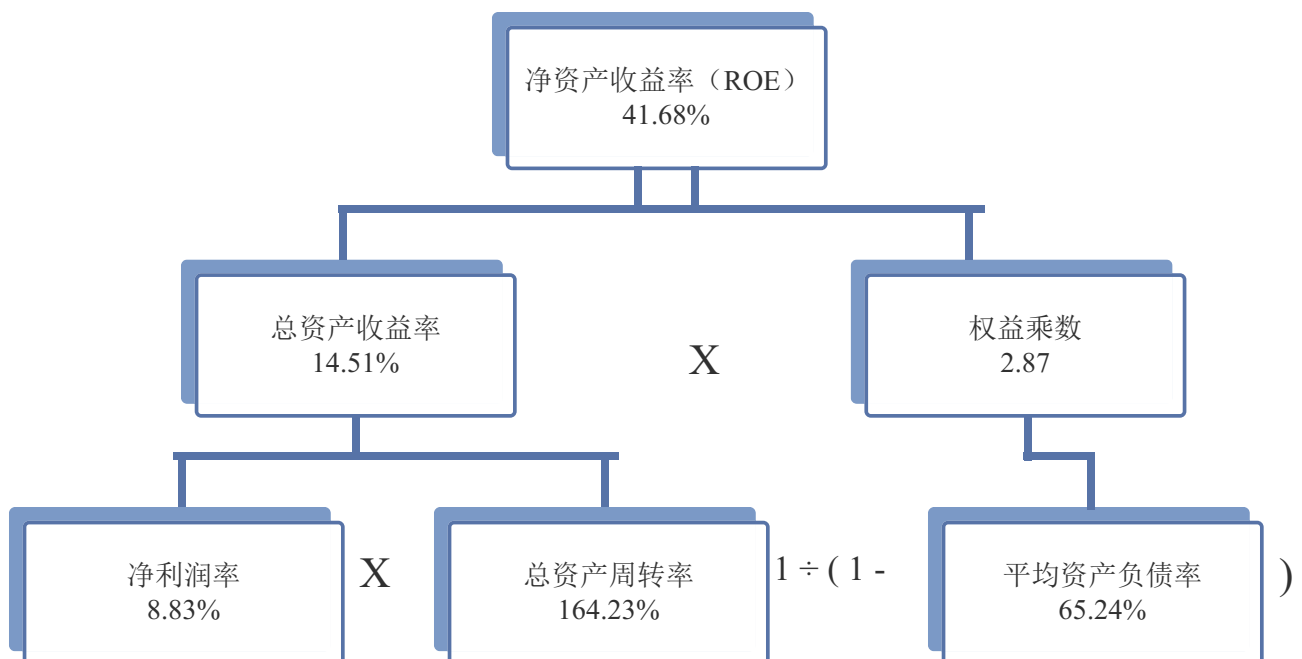 净资产收益率（ROE）
41.68%
总资产收益率
14.51%
X
权益乘数
2.87
净利润率
8.83%
X
总资产周转率
164.23%
1 ÷ ( 1 -
平均资产负债率
65.24%
)